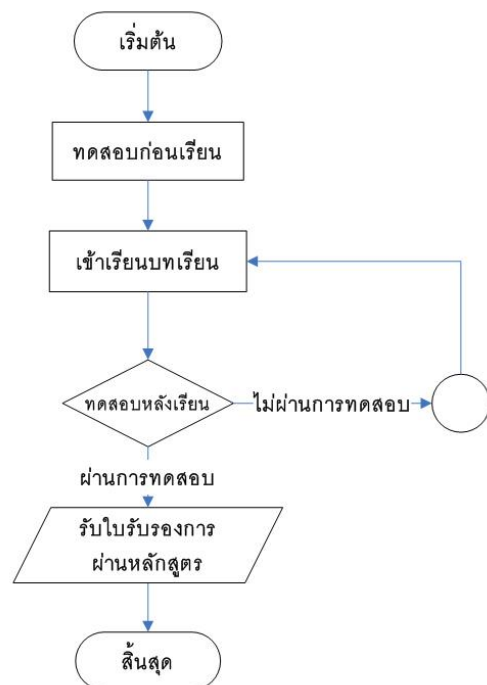 เริ่มต้น
ทดสอบก่อนเรียน
เข้าเรียนบทเรียน
ทดสอบหลังเรียน
ไม่ผ่านการทดสอบ
ผ่านการทดสอบ
รับใบรับรองการ
ผ่านหลักสูตร
สิ้นสุด